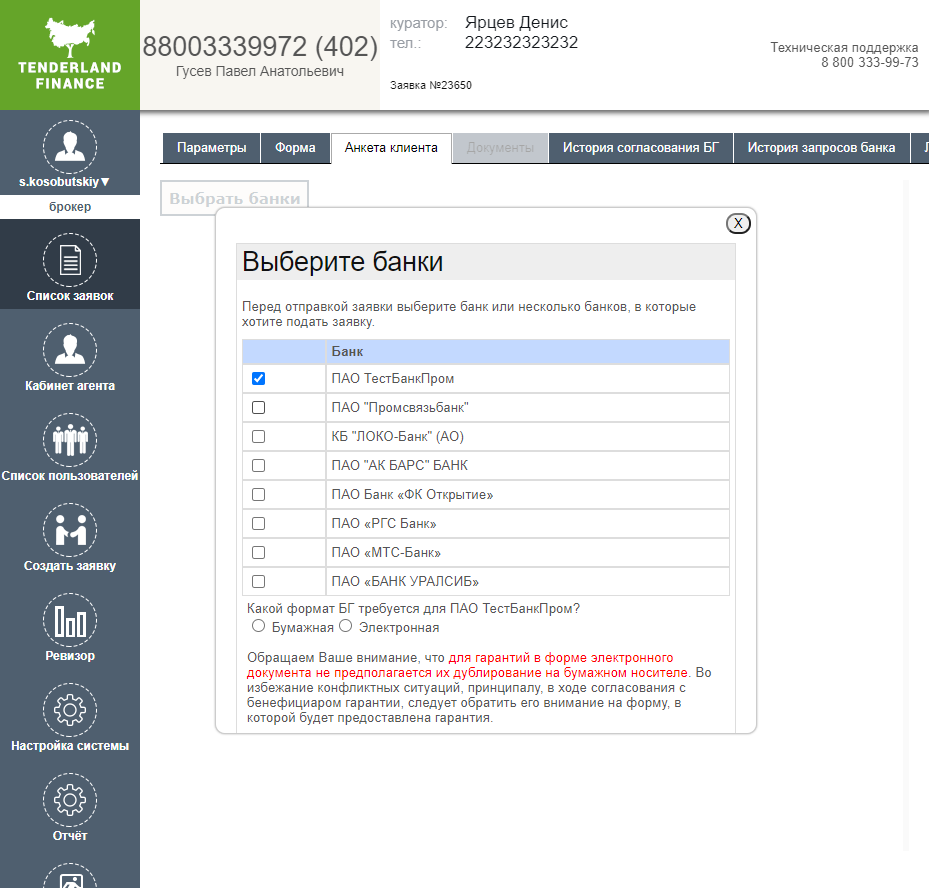 TENDERLAND
FINANCE
88003339972 (402)
Гусев Павел Анатольевич
куратор: Ярцев Денис
тел.: 223232323232
Заявка №23650
Техническая поддержка
8 800 333-99-73
s.kosobutskiy▼
брокер
Список заявок
Кабинет агента
Список пользователей
Создать заявку
Ревизор
Настройка системы
Отчёт
Параметры Форма Анкета клиента Документы История согласования БГ История запросов банка
Выбрать банки
X
Выберите банки
Перед отправкой заявки выберите банк или несколько банков, в которые
хотите подать заявку.
Банк
ПАО ТестБанкПром
ПАО "Промсвязьбанк"
КБ "ЛОКО-Банк" (АО)
ПАО "АК БАРС" БАНК
ПАО Банк «ФК Открытие»
ПАО «РГС Банк»
ПАО «МТС-Банк»
ПАО «БАНК УРАЛСИБ»
Какой формат БГ требуется для ПАО ТестБанкПром?
Бумажная Электронная
Обращаем Ваше внимание, что для гарантий в форме электронного
документа не предполагается их дублирование на бумажном носителе. Во
избежание конфликтных ситуаций, принципалу, в ходе согласования с
бенефициаром гарантии, следует обратить его внимание на форму, в
которой будет предоставлена гарантия.